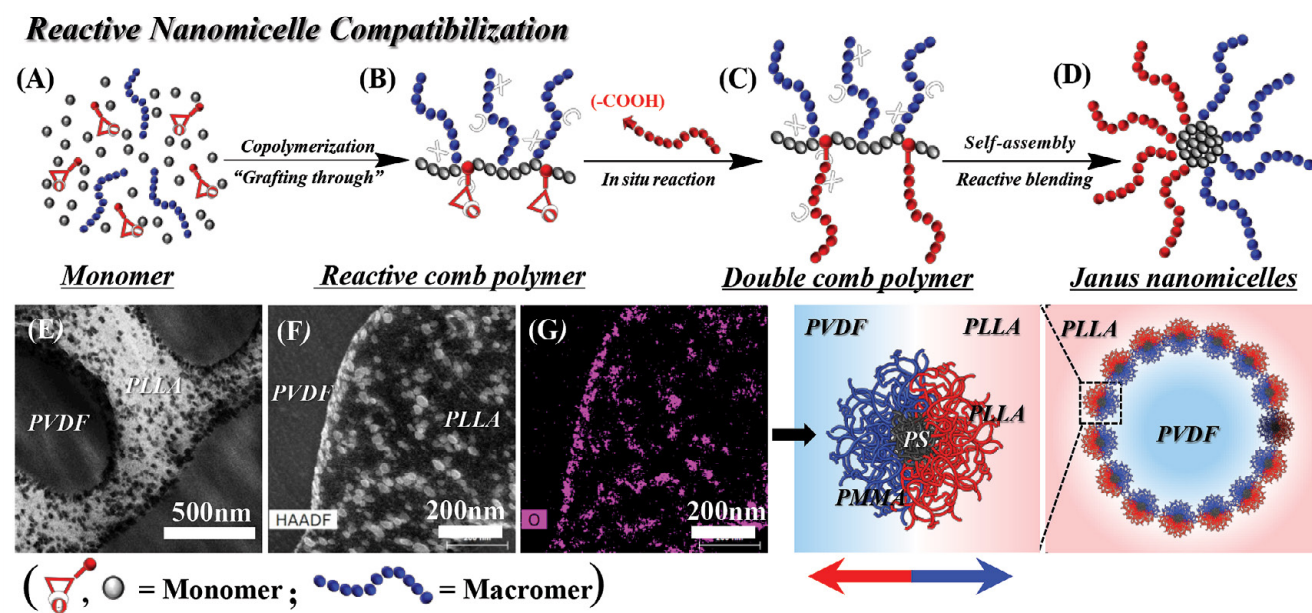 Reactive Nanomicelle Compatibilization
(A)
(B)
(C)
(D)
Copolymerization
"Grafting through"
(-COOH)
In situ reaction
Self-assembly
Reactive blending
Monomer
Reactive comb polymer
Double comb polymer
Janus nanomicelles
(E)
PVDF
PLLA
500nm
(F)
PVDF
PLLA
HAADF
200nm
(G)
O
200nm
PVDF
PLLA
PLLA
PS
PMMA
PLLA
PVDF
( O , = Monomer ; = Macromer)